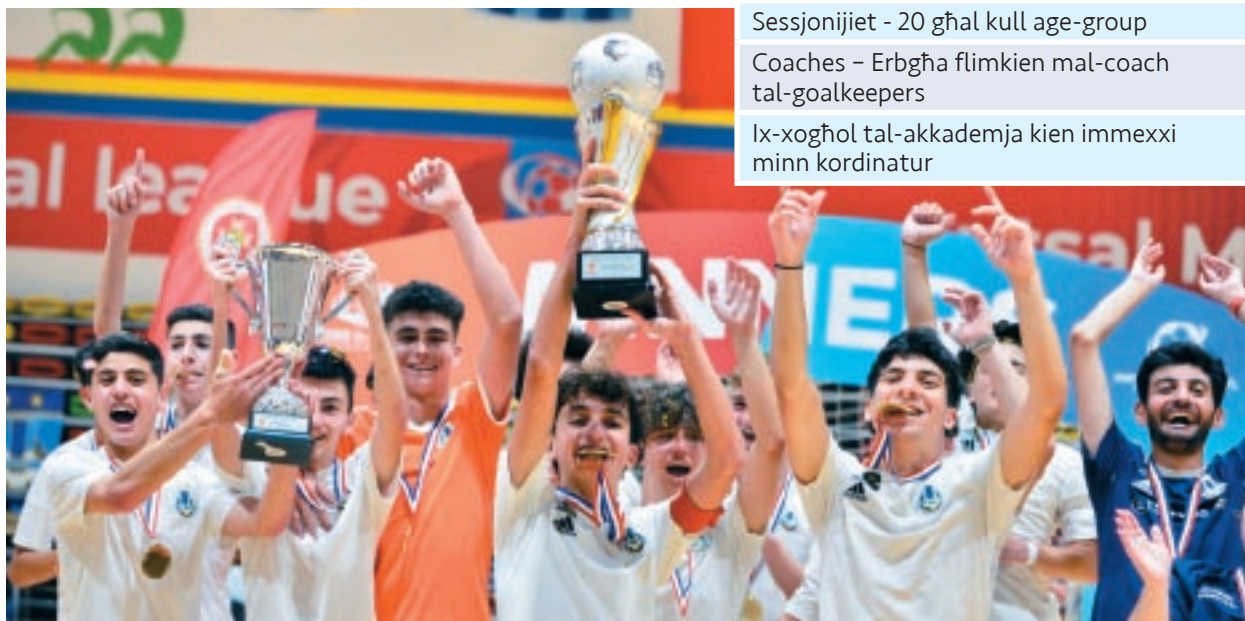 Sessjonijiet - 20 għal kull age-group
Coaches – Erbgħa flimkien mal-coach
tal-goalkeepers
Ix-xogħol tal-akkademja kien immexxi
minn kordinatur
al league
WINNERS